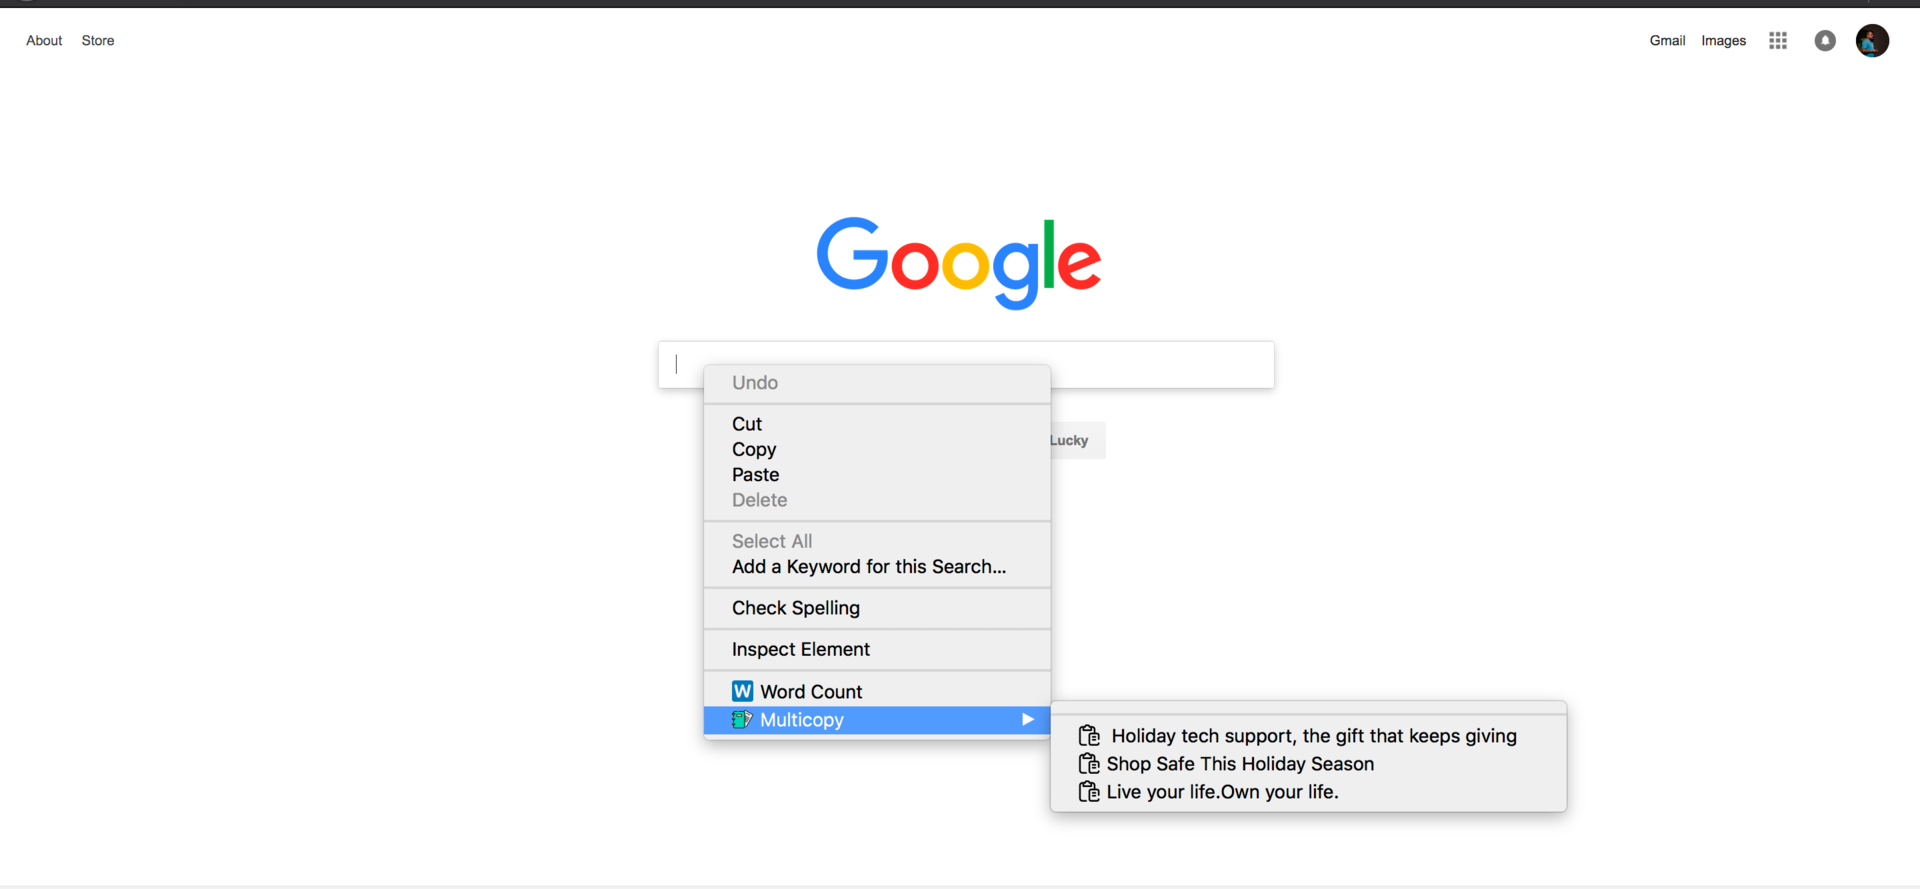 About Store
Gmail Images
Google
Undo
Cut
Copy
Paste
Delete
Lucky
Select All
Add a Keyword for this Search...
Check Spelling
Inspect Element
W Word Count
Multicopy
Holiday tech support, the gift that keeps giving
Shop Safe This Holiday Season
Live your life.Own your life.